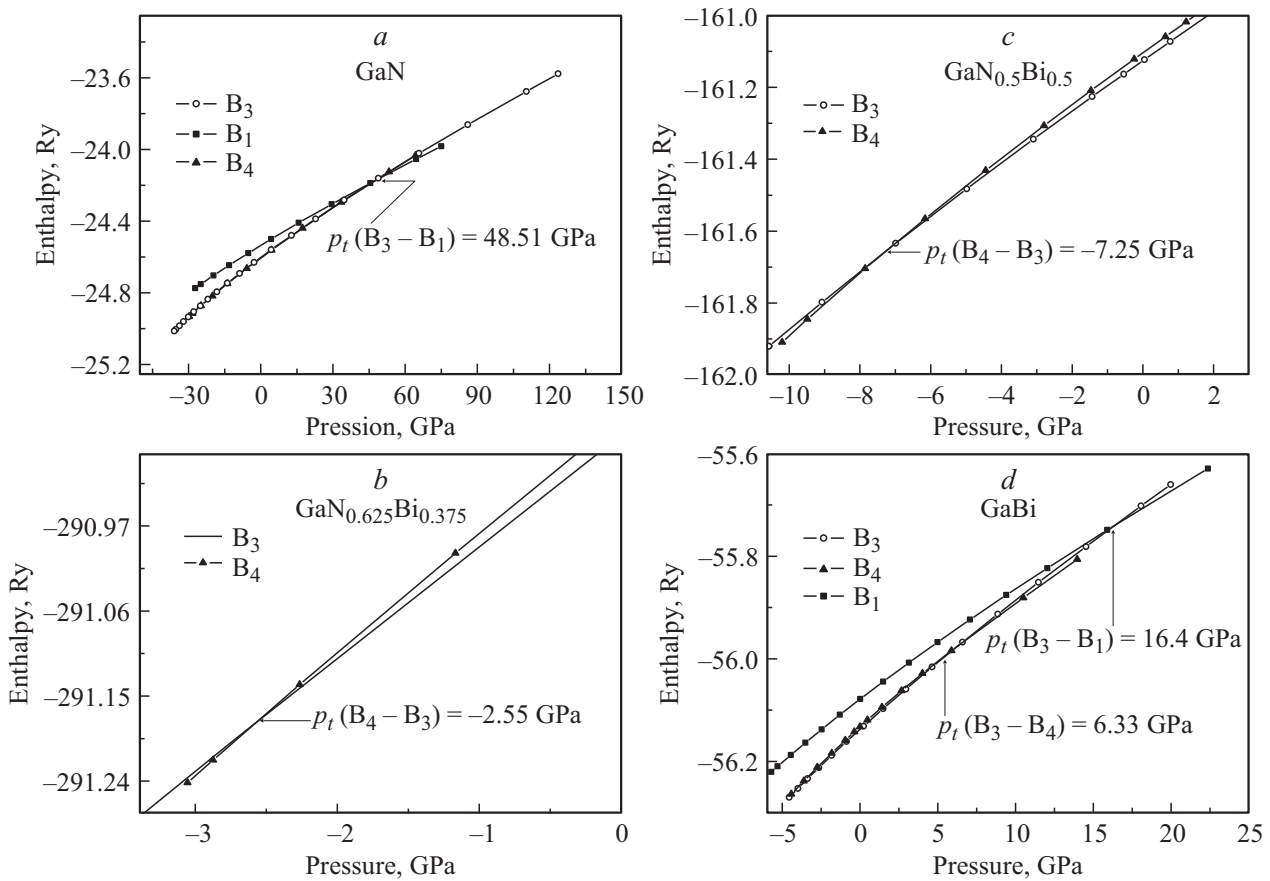 a
GaN
Enthalpy, Ry
–23.6
–24.0
–24.4
–24.8
–25.2
B3
B1
B4
pt (B3 – B1) = 48.51 GPa
–30
0
30
60
90
120
150
Pression, GPa
c
GaN0.5Bi0.5
Enthalpy, Ry
–161.0
–161.2
–161.4
–161.6
–161.8
–162.0
B3
B4
pt (B4 – B3) = –7.25 GPa
–10
–8
–6
–4
–2
0
2
Pressure, GPa
b
GaN0.625Bi0.375
Enthalpy, Ry
–290.97
–291.06
–291.15
–291.24
B3
B4
pt (B4 – B3) = –2.55 GPa
–3
–2
–1
0
Pressure, GPa
d
GaBi
Enthalpy, Ry
–55.6
–55.8
–56.0
–56.2
B3
B4
B1
pt (B3 – B1) = 16.4 GPa
pt (B3 – B4) = 6.33 GPa
–5
0
5
10
15
20
25
Pressure, GPa